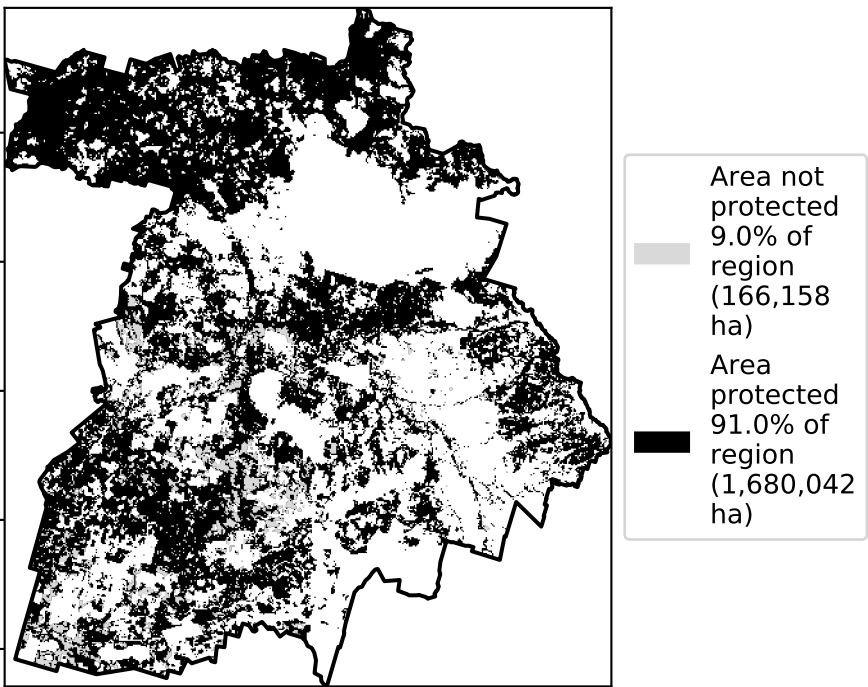 Area not
protected
9.0% of
region
(166,158
ha)
Area
protected
91.0% of
region
(1,680,042
ha)